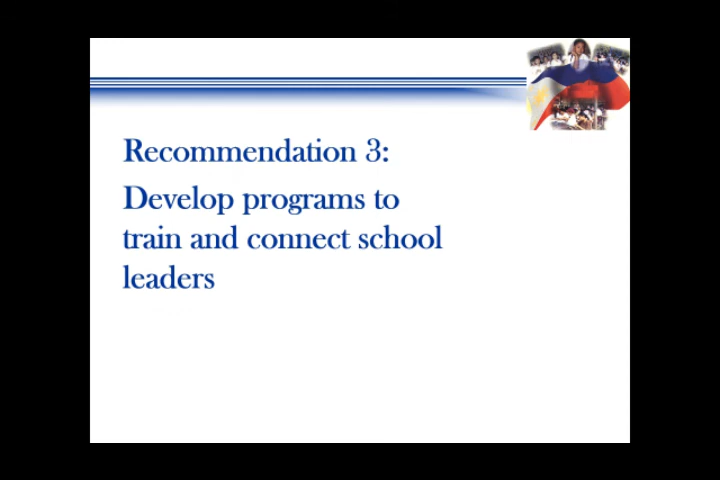 Recommendation 3:
Develop programs to
train and connect school
leaders